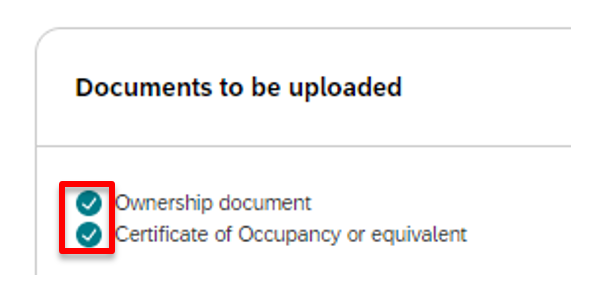 Documents to be uploaded
Ownership document
Certificate of Occupancy or equivalent